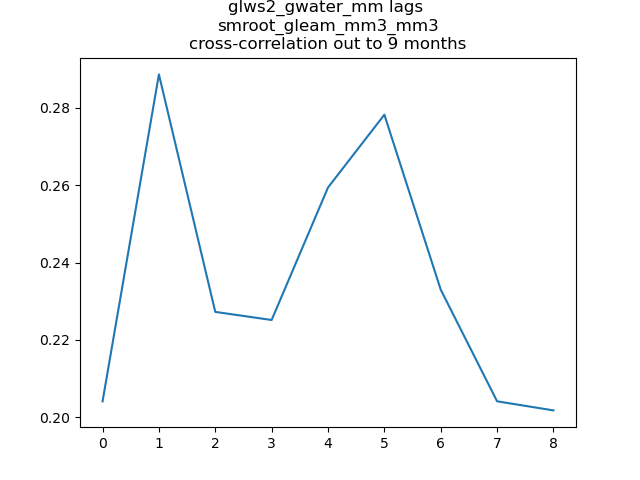 glws2_gwater_mm lags
smroot_gleam_mm3_mm3
cross-correlation out to 9 months
0.28
0.26
0.24
0.22
0.20
0 1 2 3 4 5 6 7 8